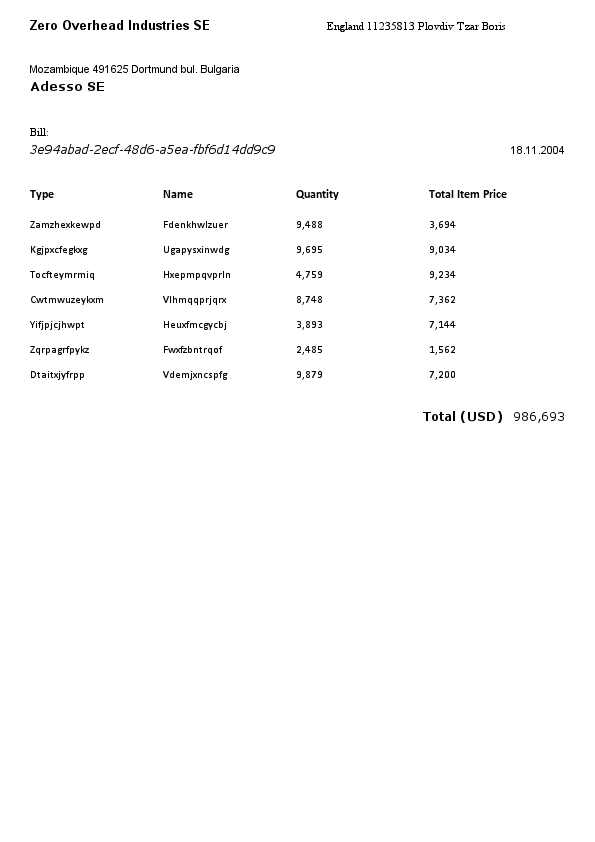 Zero Overhead Industries SE England 11235813 Plovdiv Tzar Boris
Mozambique 491625 Dortmund bul. Bulgaria
Adesso SE
Bill:
3e94abad-2ecf-48d6-a5ea-fbf6d14dd9c9 18.11.2004
Type Name Quantity Total Item Price
Zamzhexkewpd Fdenkhwlzuer 9,488 3,694
Kgjpxcfegkxg Ugapysxinwdg 9,695 9,034
Tocfteymrmiq Hxepmpqvprln 4,759 9,234
Cwtmwuzeykxm Vlhmqqprjqrx 8,748 7,362
Yifjpjcjhwpt Heuxfmcgycbj 3,893 7,144
Zqrpagrfpykz Fwxfzbntrqof 2,485 1,562
Dtaitxjyfrpp Vdemjxncspfg 9,879 7,200
Total (USD) 986,693